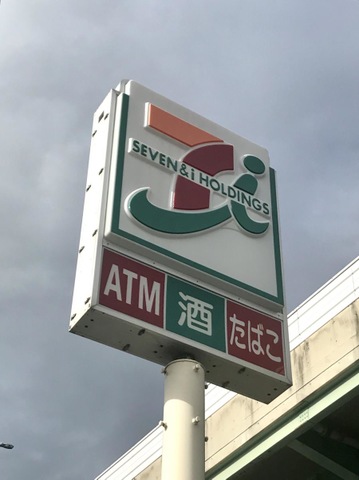 SEVEN&i HOLDINGS
ATM 酒 たばこ